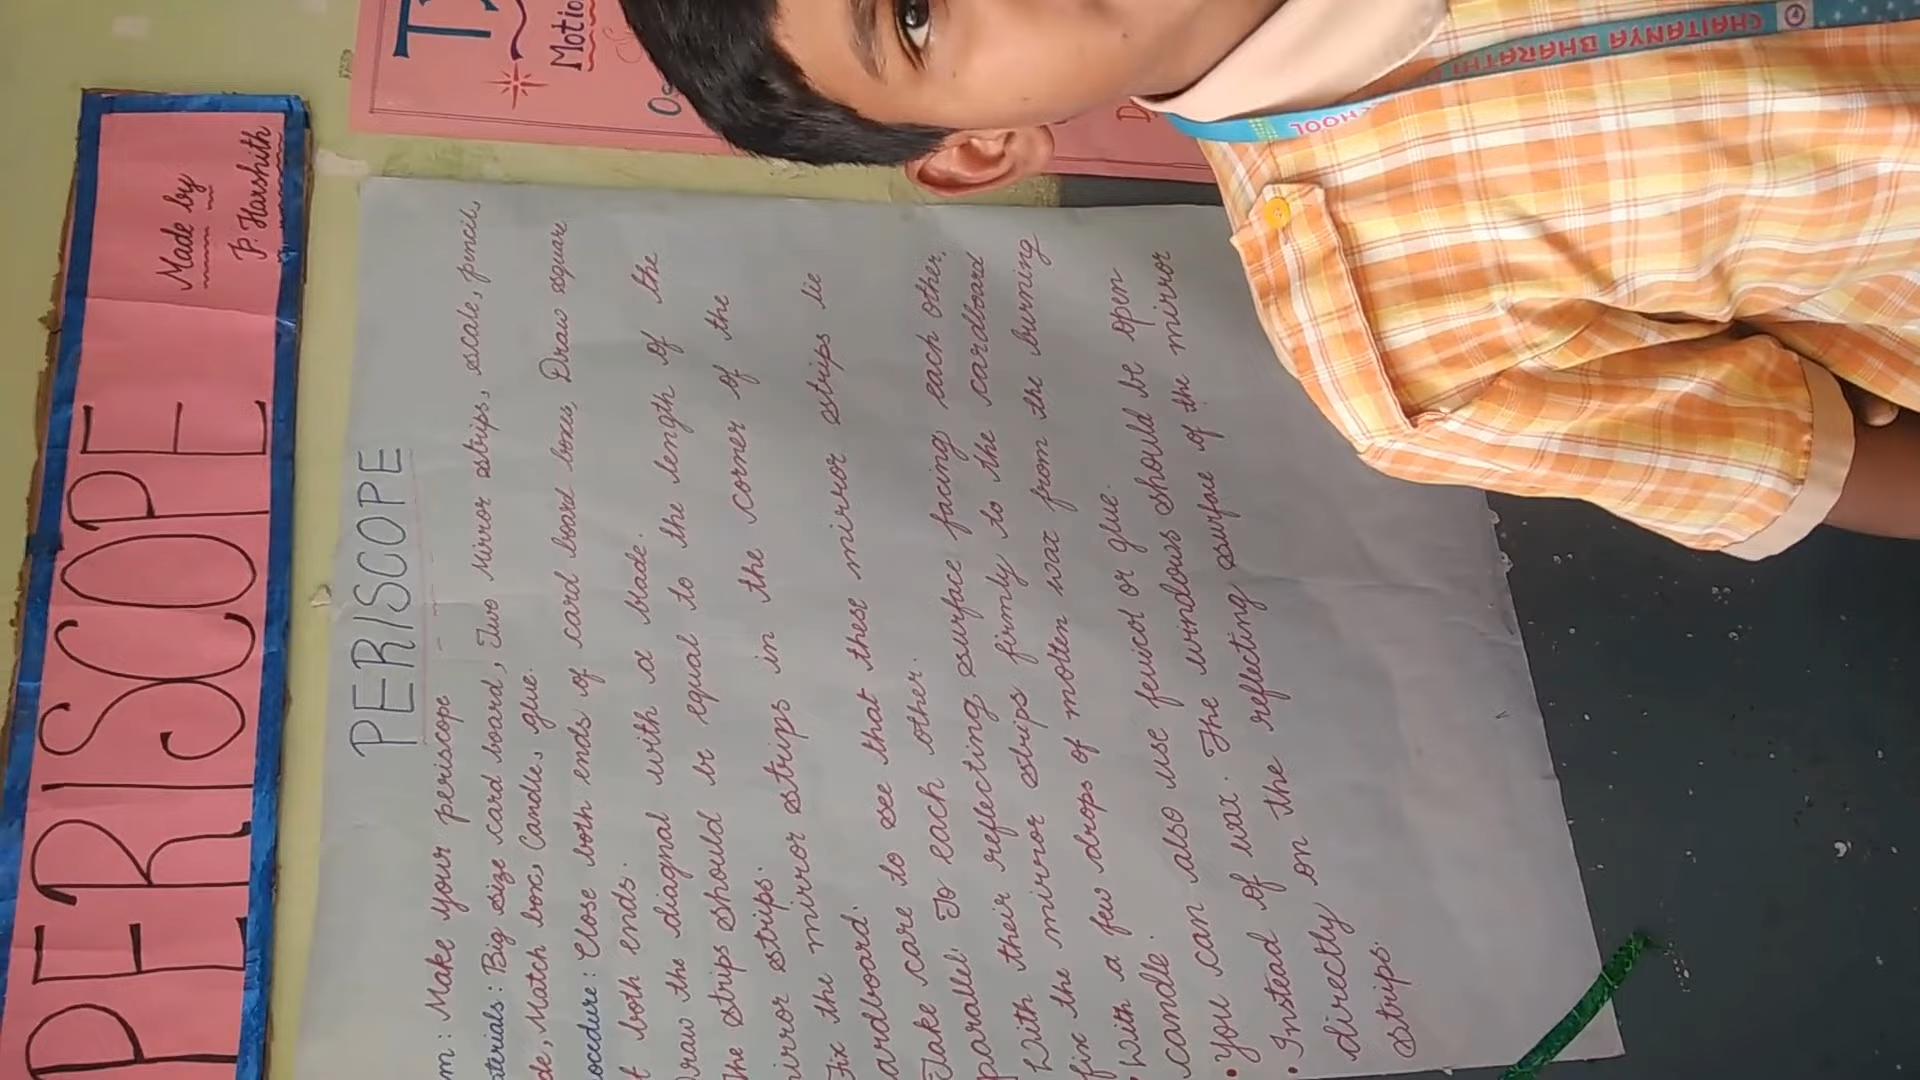 PERISCOPE
Made by
P. Harshith
PERISCOPE
m: Make your periscope
aterials: Big size card board, Two Mirror strips, scale, pencil,
de, Match box, Candle, glue.
ocedure: Close both ends of card board boxes, Draw square
t both ends.
Draw the diagnal with a blade.
The strips should be equal to the length of the
mirror strips.
Fix the mirror strips in the corner of the
ardboard.
Take care to see that these mirror strips lie
parallel To each other.
With their reflecting surface facing each other,
fix the mirror strips firmly to the cardboard
With a few drops of molten wax from the burning
candle.
• You can also use fevicol or glue.
• Instead of wax. The windows should be open
directly on the reflecting surface of the mirror
strips.
Motio
CHAITANYA BHARATHI
HOOL